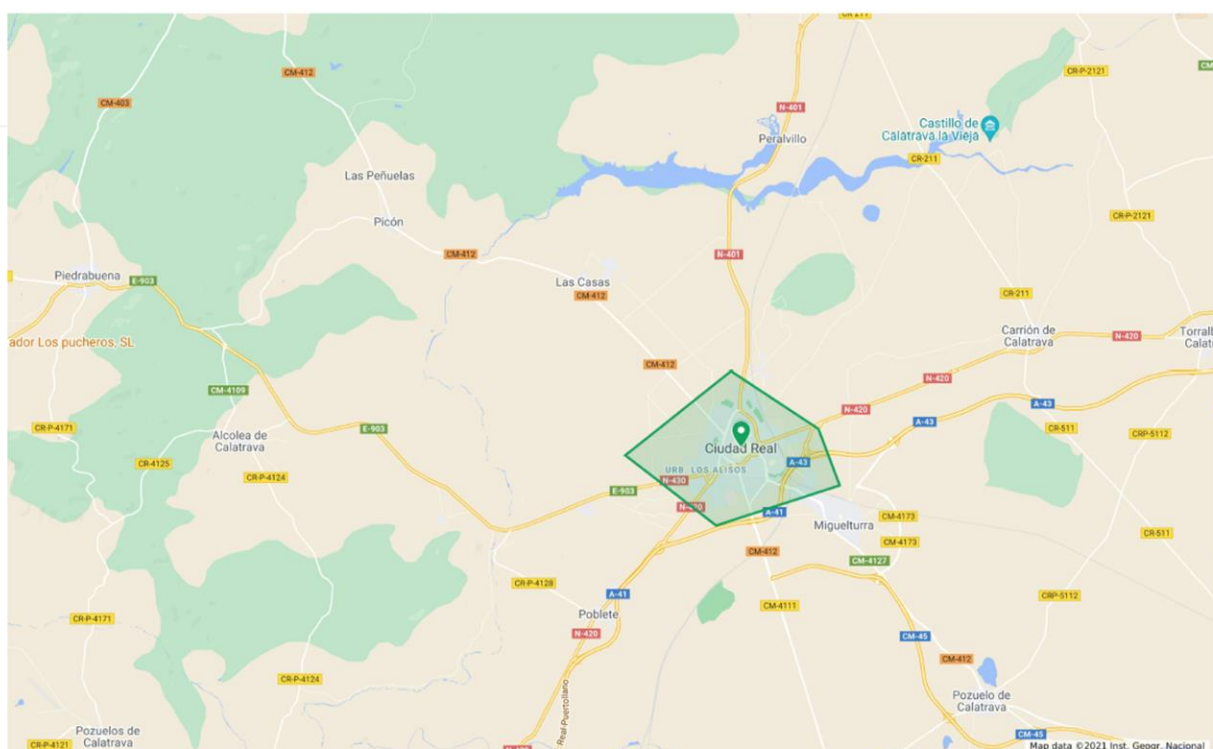 CR-211
CM-412
CR-P-2121
CM
CM-403
N-401
Castillo de
Calatrava la Vieja
Peralvillo
CR-211
Las Peñuelas
CR-P-2121
Picón
CM-412
N-401
Piedrabuena
E-903
Las Casas
CM-412
CR-211
Carrión de
Calatrava
N-420
ador Los pucheros, SL
CM-412
N-420
CM-4109
A-43
N-420
A-43
CR-P-4171
E-903
CR-511
CRP-5112
Alcolea de
Calatrava
Ciudad Real
CR-4125
A-43
URB. LOS ALISOS
CR-P-4124
N-430
E-903
A-41
CM-4173
Miguelturra
CR-511
CM-4173
CM-412
CM-4127
CR-P-4128
A-41
CRP-5112
CM-4111
Poblete
CR-P-4171
N-420
CM-45
CM-412
CR-P-4124
Pozuelo de
Calatrava
Real-Puertollano
Pozuelos de
Calatrava
CR-P-4121
CM-45
Map data ©2021 Inst. Geogr. Nacional